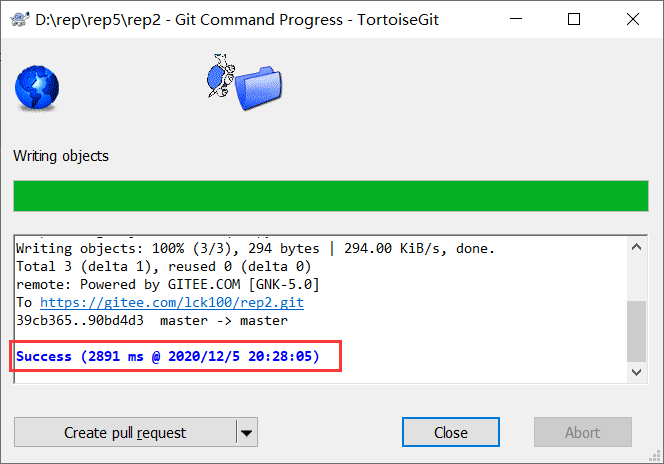 D:\rep\rep5\rep2 - Git Command Progress - TortoiseGit
Writing objects
Writing objects: 100% (3/3), 294 bytes | 294.00 KiB/s, done.
Total 3 (delta 1), reused 0 (delta 0)
remote: Powered by GITEE.COM [GNK-5.0]
To https://gitee.com/lck100/rep2.git
39cb365..90bd4d3  master -> master
Success (2891 ms @ 2020/12/5 20:28:05)
Create pull request
Close
Abort